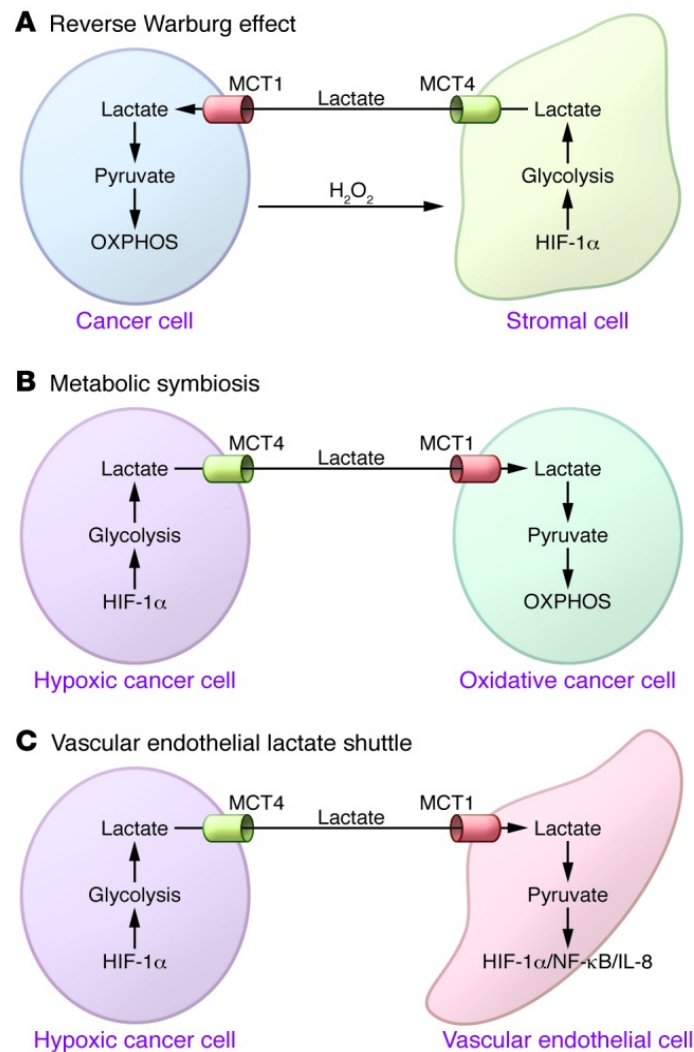 A Reverse Warburg effect
MCT1
Lactate
MCT4
Lactate
Lactate
Pyruvate
Glycolysis
H₂O₂
OXPHOS
HIF-1α
Cancer cell
Stromal cell
B Metabolic symbiosis
MCT4
Lactate
MCT1
Lactate
Lactate
Glycolysis
Pyruvate
HIF-1α
OXPHOS
Hypoxic cancer cell
Oxidative cancer cell
C Vascular endothelial lactate shuttle
MCT4
Lactate
MCT1
Lactate
Lactate
Glycolysis
Pyruvate
HIF-1α
HIF-1α/NF-κB/IL-8
Hypoxic cancer cell
Vascular endothelial cell